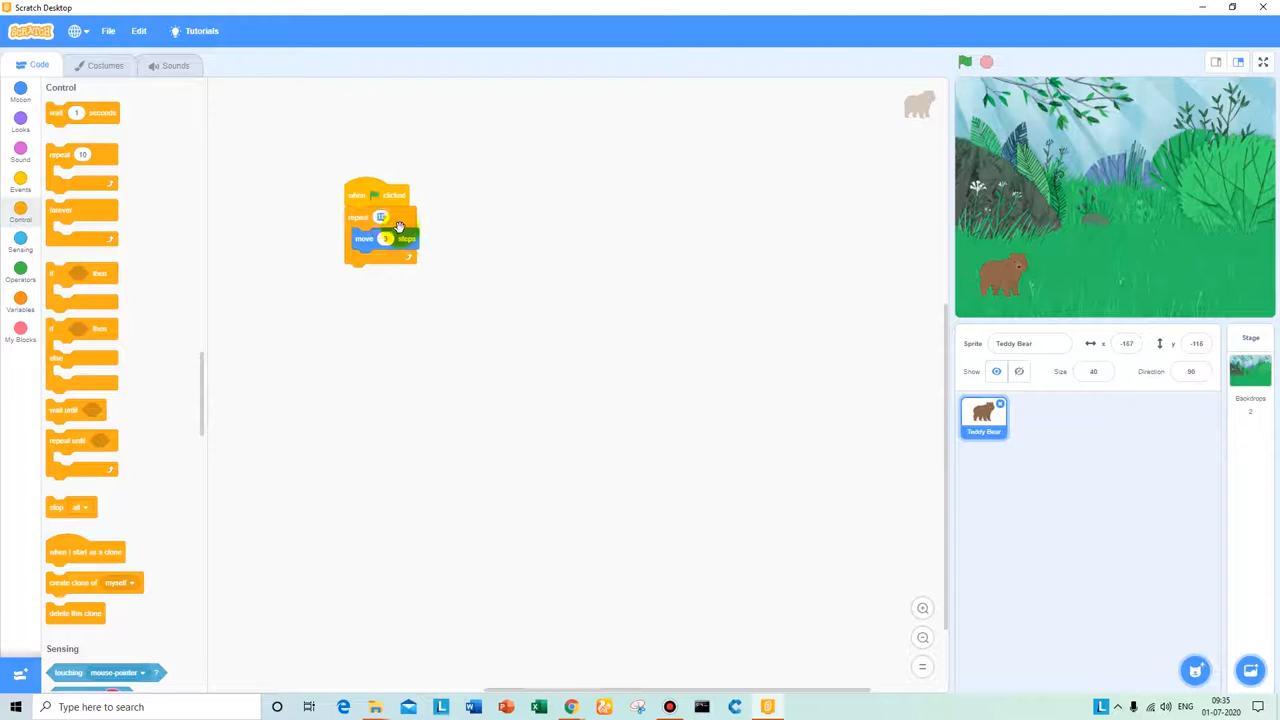 Scratch Desktop
SCRATCH File Edit Tutorials
Code Costumes Sounds
Motion
Looks
Sound
Events
Control
Sensing
Operators
Variables
My Blocks
Control
wait 1 seconds
repeat 10
forever
if then
if then
else
wait until
repeat until
stop all
when I start as a clone
create clone of myself
delete this clone
Sensing
touching mouse-pointer ?
when clicked
repeat
move 3 steps
Sprite Teddy Bear x -167 y -116
Show Size 40 Direction 90
Teddy Bear
Stage
Backdrops
2
Type here to search
ENG
09:35
01-07-2020